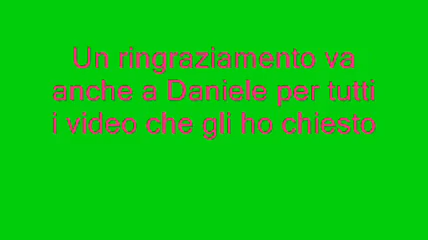 Un ringraziamento va
anche a Daniele per tutti
i video che gli ho chiesto